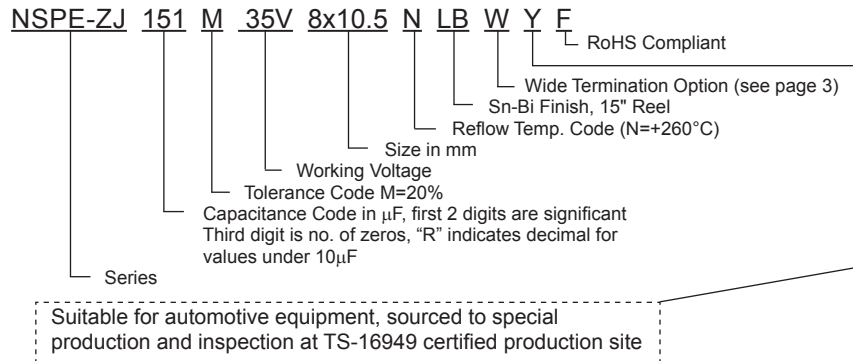 NSPE-ZJ 151 M 35V 8x10.5 N LB W Y F
RoHS Compliant
Wide Termination Option (see page 3)
Sn-Bi Finish, 15" Reel
Reflow Temp. Code (N=+260°C)
Size in mm
Working Voltage
Tolerance Code M=20%
Capacitance Code in μF, first 2 digits are significant
Third digit is no. of zeros, “R” indicates decimal for
values under 10μF
Series
Suitable for automotive equipment, sourced to special
production and inspection at TS-16949 certified production site